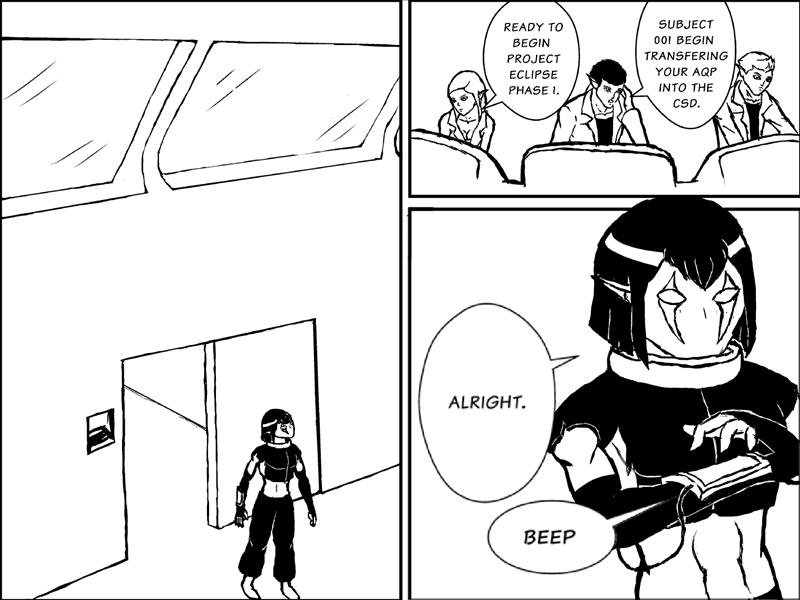 READY TO
BEGIN
PROJECT
ECLIPSE
PHASE 1.
SUBJECT
001 BEGIN
TRANSFERING
YOUR AQP
INTO THE
CSD.
ALRIGHT.
BEEP